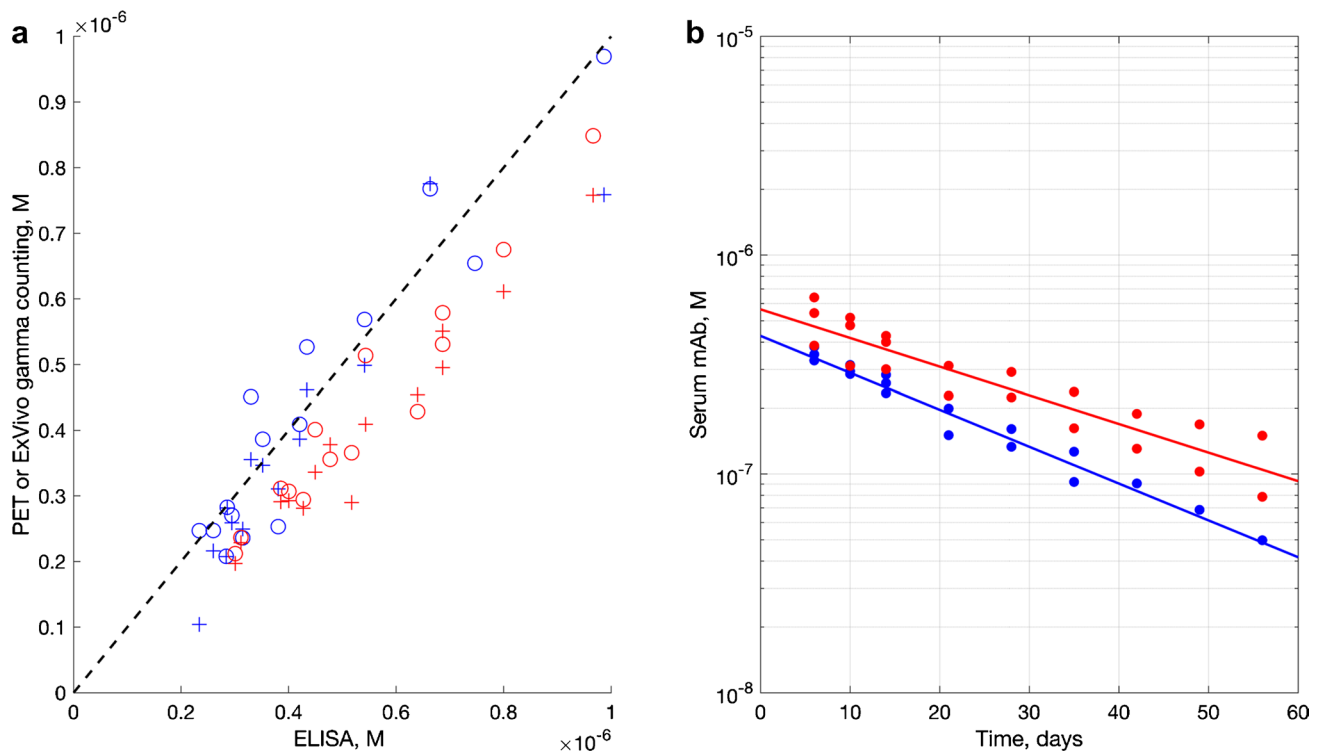 a
×10⁻⁶
1
0.9
0.8
0.7
0.6
0.5
0.4
0.3
0.2
0.1
0
PET or ExVivo gamma counting, M
0 0.2 0.4 0.6 0.8 1
ELISA, M
×10⁻⁶
b
10⁻⁵
10⁻⁶
10⁻⁷
10⁻⁸
Serum mAb, M
0 10 20 30 40 50 60
Time, days